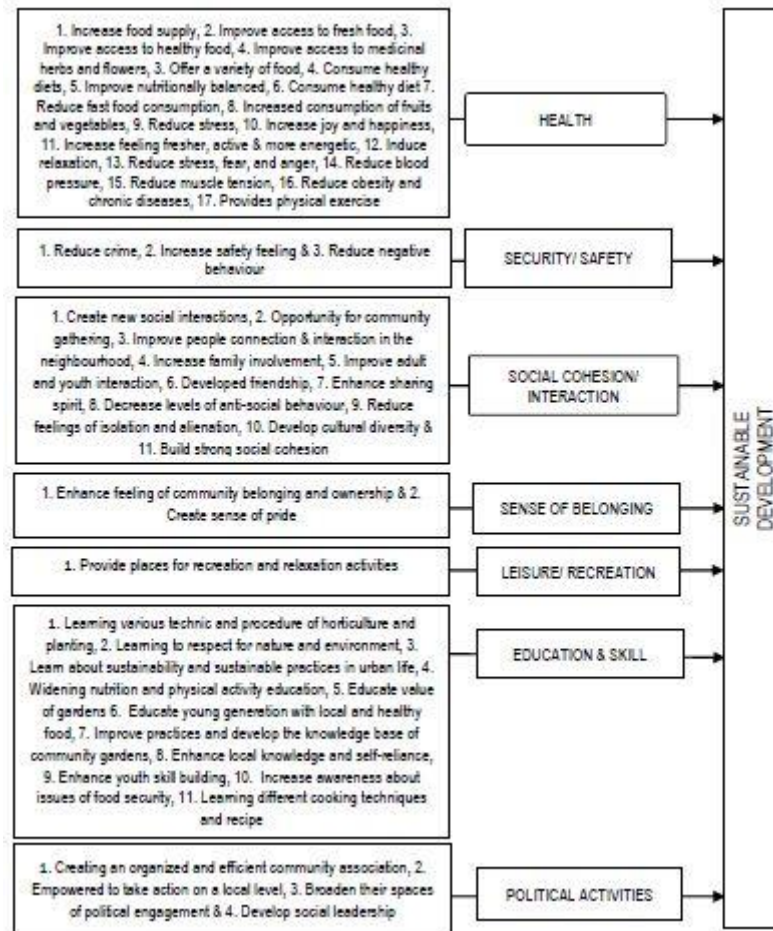 1. Increase food supply, 2. Improve access to fresh food, 3.
Improve access to healthy food, 4. Improve access to medicinal
herbs and flowers, 3. Offer a variety of food, 4. Consume healthy
diets, 5. Improve nutritionally balanced, 6. Consume healthy diet 7.
Reduce fast food consumption, 8. Increased consumption of fruits
and vegetables, 9. Reduce stress, 10. Increase joy and happiness,
11. Increase feeling fresher, active & more energetic, 12. Induce
relaxation, 13. Reduce stress, fear, and anger, 14. Reduce blood
pressure, 15. Reduce muscle tension, 16. Reduce obesity and
chronic diseases, 17. Provides physical exercise
HEALTH
1. Reduce crime, 2. Increase safety feeling & 3. Reduce negative
behaviour
SECURITY/ SAFETY
1. Create new social interactions, 2. Opportunity for community
gathering, 3. Improve people connection & interaction in the
neighbourhood, 4. Increase family involvement, 5. Improve adult
and youth interaction, 6. Developed friendship, 7. Enhance sharing
spirit, 8. Decrease levels of anti-social behaviour, 9. Reduce
feelings of isolation and alienation, 10. Develop cultural diversity &
11. Build strong social cohesion
SOCIAL COHESION/
INTERACTION
1. Enhance feeling of community belonging and ownership & 2.
Create sense of pride
SENSE OF BELONGING
1. Provide places for recreation and relaxation activities
LEISURE/ RECREATION
1. Learning various technic and procedure of horticulture and
planting, 2. Learning to respect for nature and environment, 3.
Learn about sustainability and sustainable practices in urban life, 4.
Widening nutrition and physical activity education, 5. Educate value
of gardens 6. Educate young generation with local and healthy
food, 7. Improve practices and develop the knowledge base of
community gardens, 8. Enhance local knowledge and self-reliance,
9. Enhance youth skill building, 10. Increase awareness about
issues of food security, 11. Learning different cooking techniques
and recipe
EDUCATION & SKILL
1. Creating an organized and efficient community association, 2.
Empowered to take action on a local level, 3. Broaden their spaces
of political engagement & 4. Develop social leadership
POLITICAL ACTIVITIES
SUSTAINABLE
DEVELOPMENT